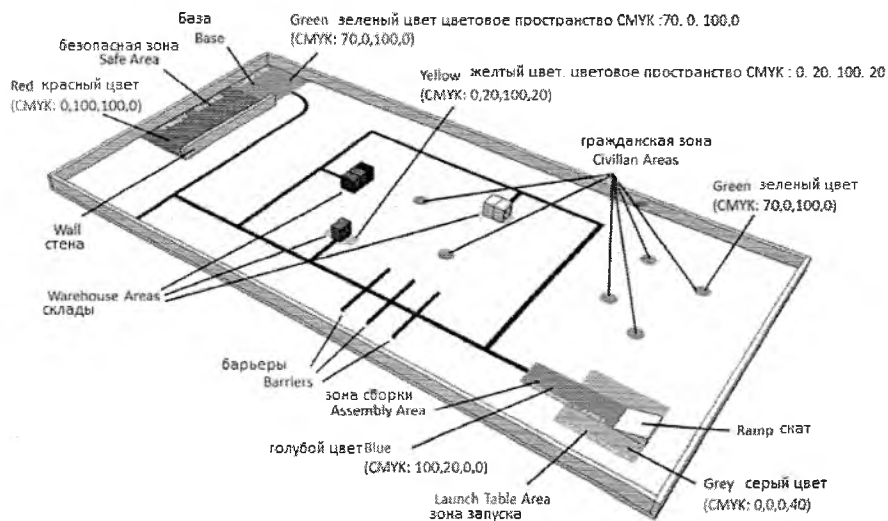 База
Base
Green зеленый цвет цветовое пространство CMYK :70. 0. 100,0
(CMYK: 70,0,100,0)
безопасная зона
Safe Area
Red красный цвет
(CMYK: 0,100,100,0)
Yellow желтый цвет. цветовое пространство CMYK : 0. 20. 100. 20
(CMYK: 0,20,100,20)
гражданская зона
Civilian Areas
Green зеленый цвет
(CMYK: 70,0,100,0)
Wall
стена
Warehouse Areas
склады
барьеры
Barriers
зона сборки
Assembly Area
голубой цвет Blue
(CMYK: 100,20,0,0)
Launch Table Area
зона запуска
Ramp скат
Grey серый цвет
(CMYK: 0,0,0,40)